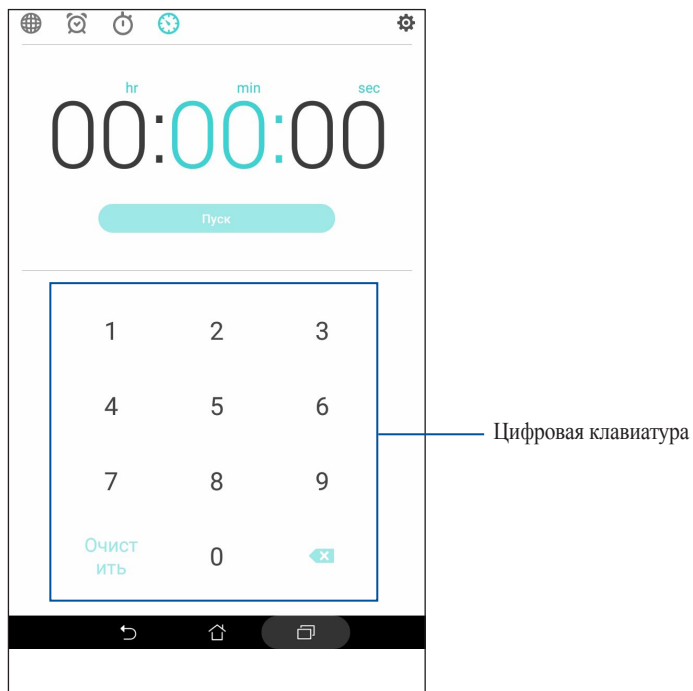 hr min sec
00:00:00
Пуск
1 2 3
4 5 6
Цифровая клавиатура
7 8 9
Очист
ить
0